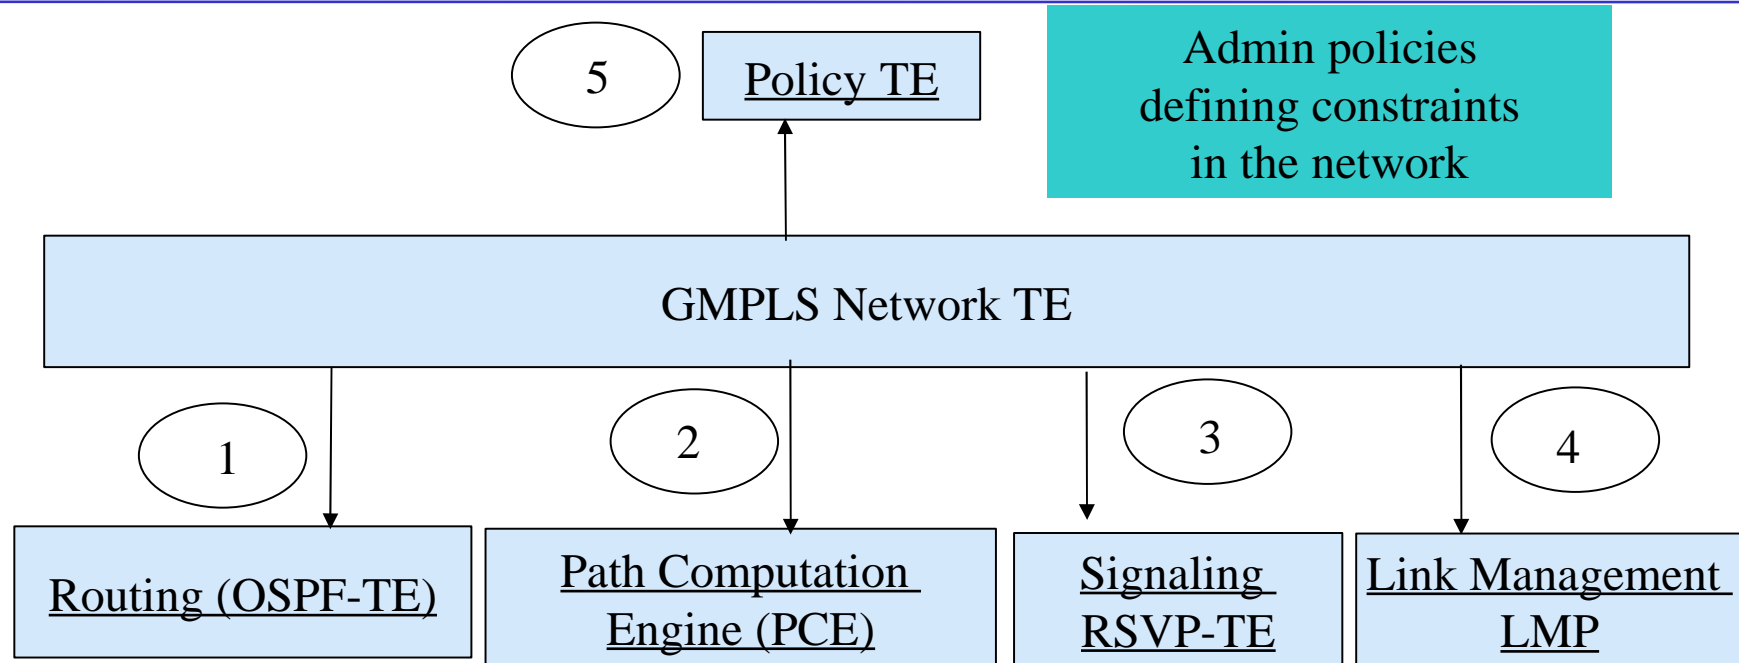 5
Policy TE
Admin policies
defining constraints
in the network
GMPLS Network TE
1
2
3
4
Routing (OSPF-TE)
Path Computation
Engine (PCE)
Signaling
RSVP-TE
Link Management
LMP